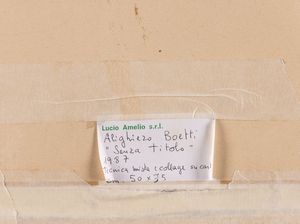 Lucio Amelio s.r.l.
Alighiero Boetti
"Senza titolo"
1987
Tecnica mista (collage su car)
cm. 50 x 35